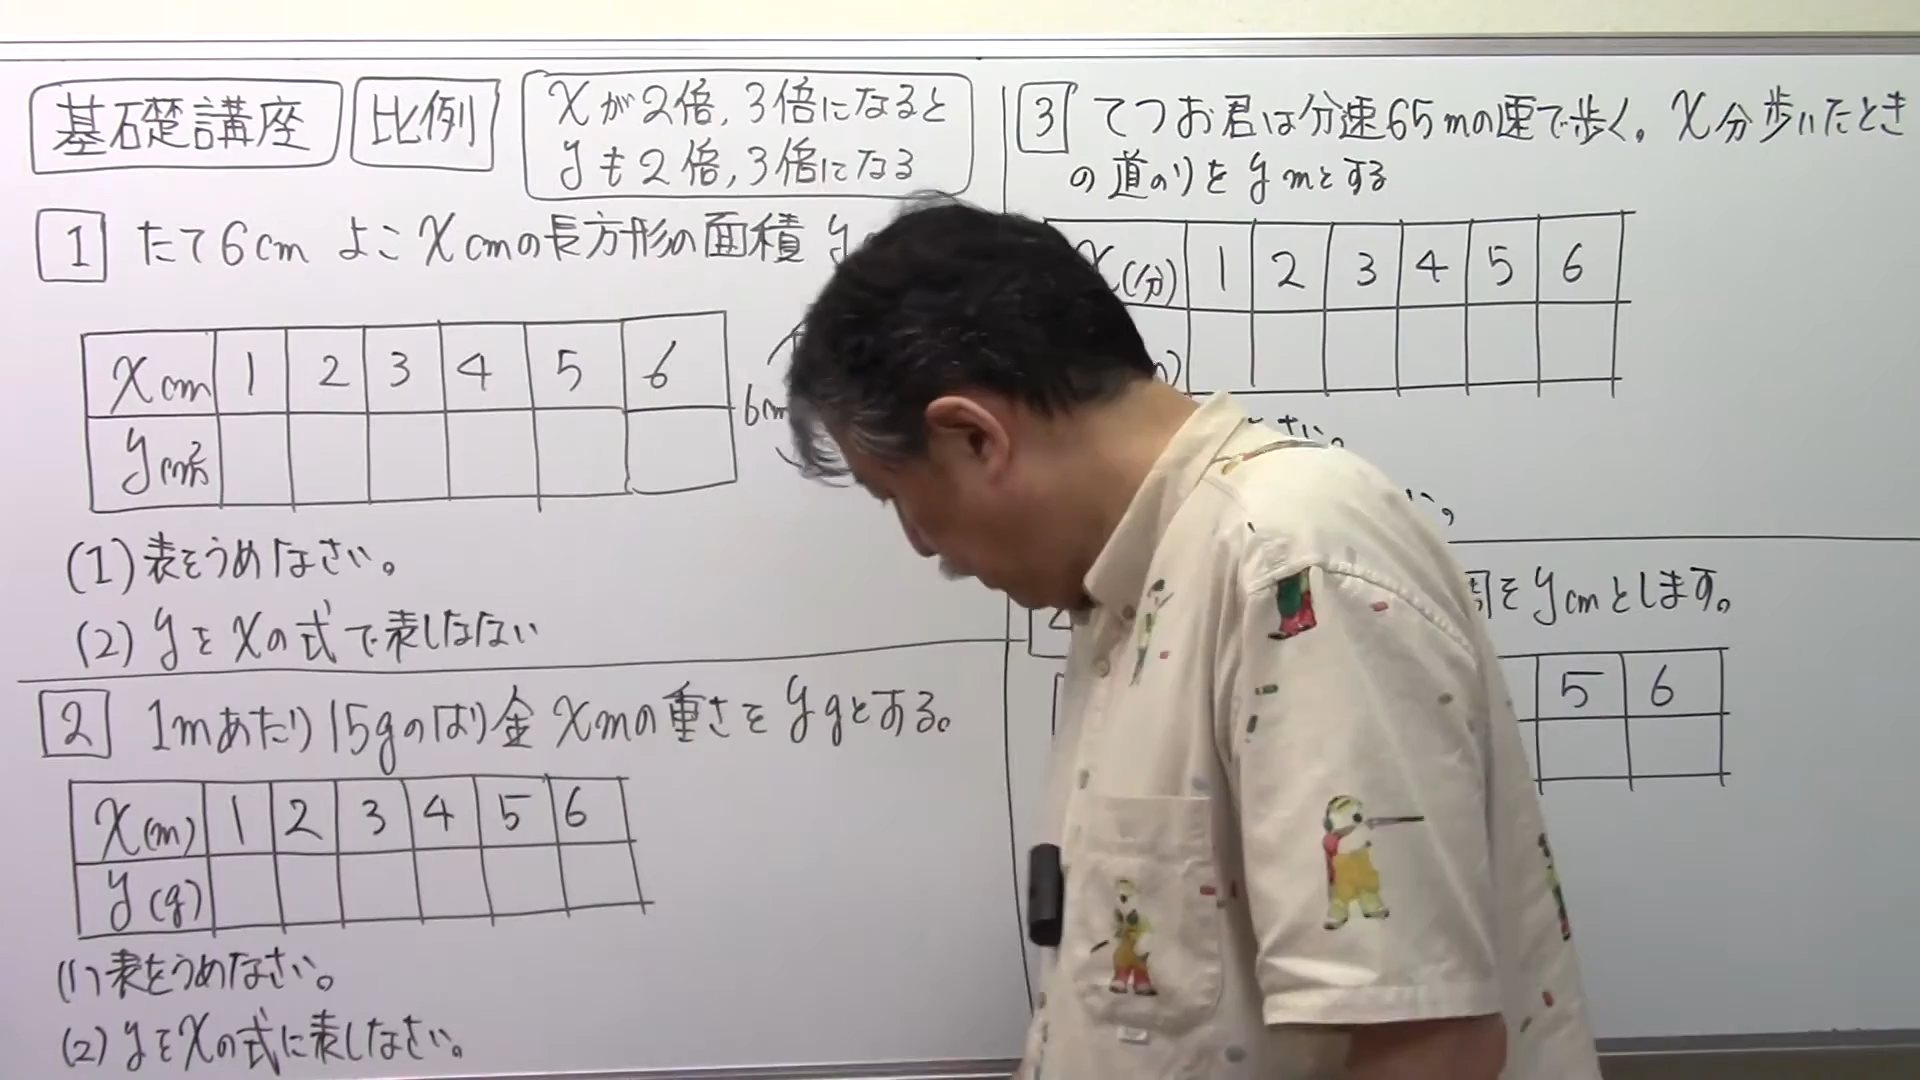 基礎講座
比例
xが2倍,3倍になると
yも2倍,3倍になる
1 たて6cm よこxcmの長方形の面積 y
xcm 1 2 3 4 5 6
ycm²
6cm
(1)表をうめなさい。
(2)yをxの式で表しなない
2 1mあたり15gのはり金 xmの重さを ygとする。
x(m) 1 2 3 4 5 6
y(g)
(1)表をうめなさい。
(2)yをxの式に表しなさい。
3 てつお君は分速65mの速で歩く。x分歩いたとき
の道のりをymとする
x(分) 1 2 3 4 5 6
さい。
い。
周をycmとします。
5 6